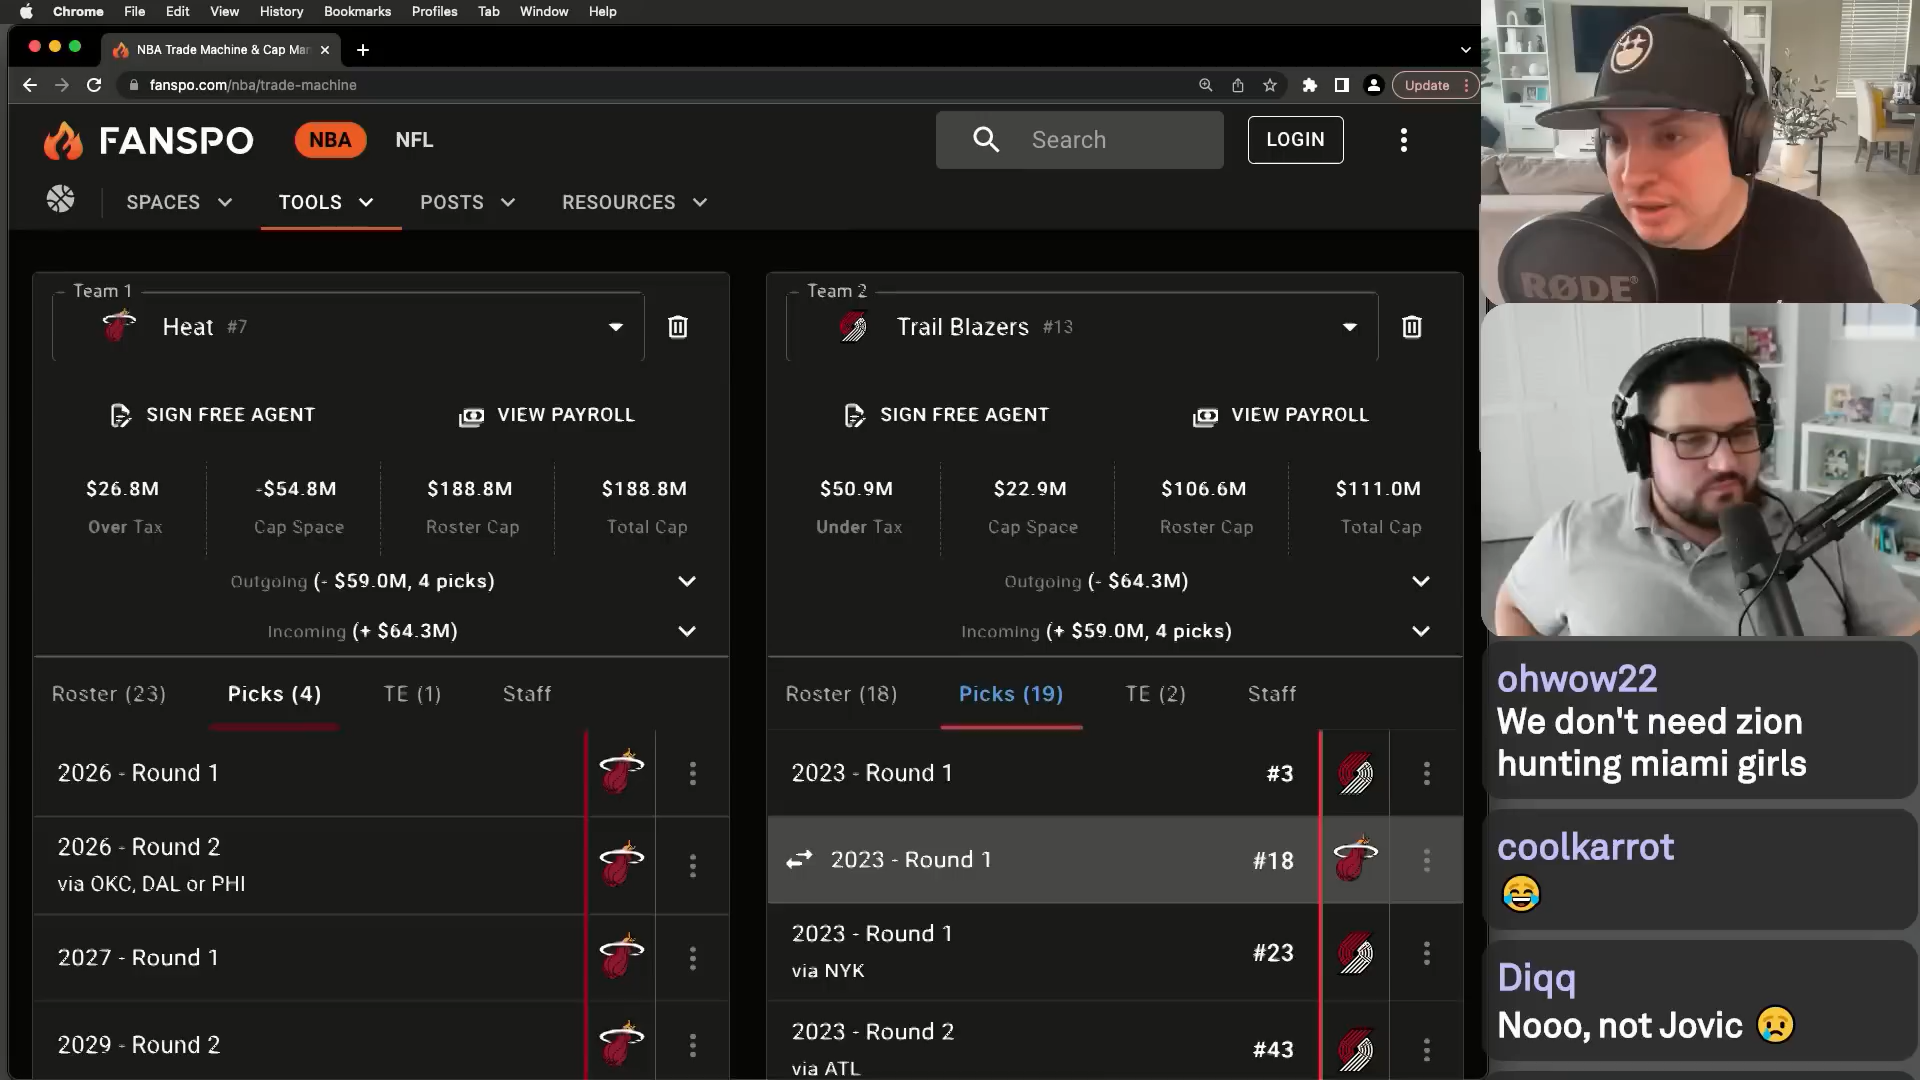 Chrome File Edit View History Bookmarks Profiles Tab Window Help
NBA Trade Machine & Cap Man
fanspo.com/nba/trade-machine
Update
FANSPO
NBA NFL
Search
LOGIN
SPACES TOOLS POSTS RESOURCES
Team 1
Heat #7
SIGN FREE AGENT VIEW PAYROLL
$26.8M -$54.8M $188.8M $188.8M
Over Tax Cap Space Roster Cap Total Cap
Outgoing (- $59.0M, 4 picks)
Incoming (+ $64.3M)
Roster (23) Picks (4) TE (1) Staff
2026 - Round 1
2026 - Round 2
via OKC, DAL or PHI
2027 - Round 1
2029 - Round 2
Team 2
Trail Blazers #13
SIGN FREE AGENT VIEW PAYROLL
$50.9M $22.9M $106.6M $111.0M
Under Tax Cap Space Roster Cap Total Cap
Outgoing (- $64.3M)
Incoming (+ $59.0M, 4 picks)
Roster (18) Picks (19) TE (2) Staff
2023 - Round 1 #3
2023 - Round 1 #18
2023 - Round 1 #23
via NYK
2023 - Round 2 #43
via ATL
RØDE
ohwow22
We don't need zion
hunting miami girls
coolkarrot
😂
Diqq
Nooo, not Jovic 😢